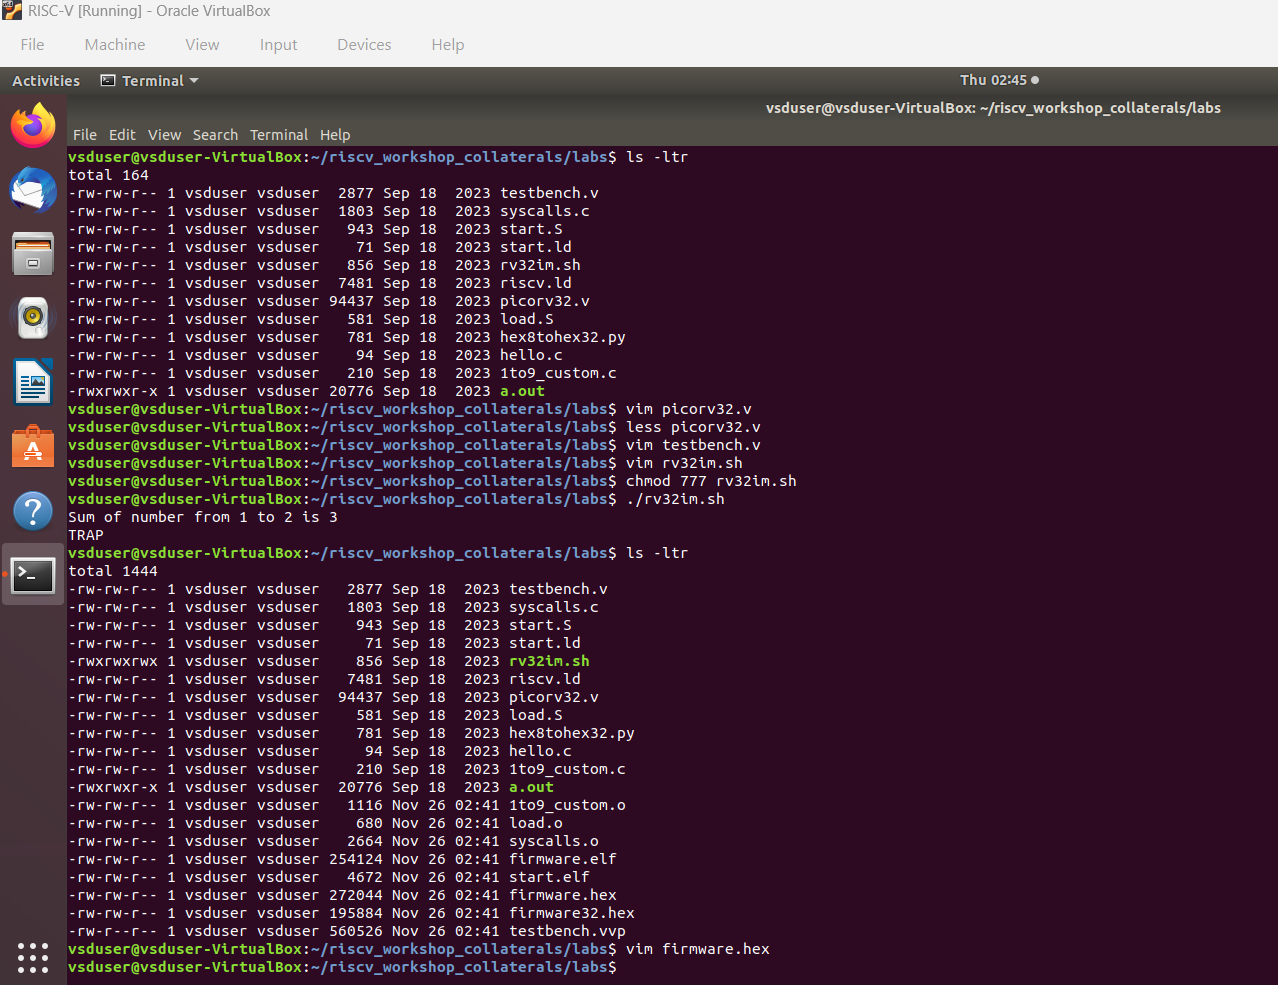 RISC-V [Running] - Oracle VirtualBox
File Machine View Input Devices Help
Activities Terminal Thu 02:45
vsduser@vsduser-VirtualBox: ~/riscv_workshop_collaterals/labs
File Edit View Search Terminal Help
vsduser@vsduser-VirtualBox:~/riscv_workshop_collaterals/labs$ ls -ltr
total 164
-rw-rw-r-- 1 vsduser vsduser  2877 Sep 18  2023 testbench.v
-rw-rw-r-- 1 vsduser vsduser  1803 Sep 18  2023 syscalls.c
-rw-rw-r-- 1 vsduser vsduser   943 Sep 18  2023 start.S
-rw-rw-r-- 1 vsduser vsduser    71 Sep 18  2023 start.ld
-rw-rw-r-- 1 vsduser vsduser   856 Sep 18  2023 rv32im.sh
-rw-rw-r-- 1 vsduser vsduser  7481 Sep 18  2023 riscv.ld
-rw-rw-r-- 1 vsduser vsduser 94437 Sep 18  2023 picorv32.v
-rw-rw-r-- 1 vsduser vsduser   581 Sep 18  2023 load.S
-rw-rw-r-- 1 vsduser vsduser   781 Sep 18  2023 hex8tohex32.py
-rw-rw-r-- 1 vsduser vsduser    94 Sep 18  2023 hello.c
-rw-rw-r-- 1 vsduser vsduser   210 Sep 18  2023 1to9_custom.c
-rwxrwxr-x 1 vsduser vsduser 20776 Sep 18  2023 a.out
vsduser@vsduser-VirtualBox:~/riscv_workshop_collaterals/labs$ vim picorv32.v
vsduser@vsduser-VirtualBox:~/riscv_workshop_collaterals/labs$ less picorv32.v
vsduser@vsduser-VirtualBox:~/riscv_workshop_collaterals/labs$ vim testbench.v
vsduser@vsduser-VirtualBox:~/riscv_workshop_collaterals/labs$ vim rv32im.sh
vsduser@vsduser-VirtualBox:~/riscv_workshop_collaterals/labs$ chmod 777 rv32im.sh
vsduser@vsduser-VirtualBox:~/riscv_workshop_collaterals/labs$ ./rv32im.sh
Sum of number from 1 to 2 is 3
TRAP
vsduser@vsduser-VirtualBox:~/riscv_workshop_collaterals/labs$ ls -ltr
total 1444
-rw-rw-r-- 1 vsduser vsduser   2877 Sep 18  2023 testbench.v
-rw-rw-r-- 1 vsduser vsduser   1803 Sep 18  2023 syscalls.c
-rw-rw-r-- 1 vsduser vsduser    943 Sep 18  2023 start.S
-rw-rw-r-- 1 vsduser vsduser     71 Sep 18  2023 start.ld
-rwxrwxrwx 1 vsduser vsduser    856 Sep 18  2023 rv32im.sh
-rw-rw-r-- 1 vsduser vsduser   7481 Sep 18  2023 riscv.ld
-rw-rw-r-- 1 vsduser vsduser  94437 Sep 18  2023 picorv32.v
-rw-rw-r-- 1 vsduser vsduser    581 Sep 18  2023 load.S
-rw-rw-r-- 1 vsduser vsduser    781 Sep 18  2023 hex8tohex32.py
-rw-rw-r-- 1 vsduser vsduser     94 Sep 18  2023 hello.c
-rw-rw-r-- 1 vsduser vsduser    210 Sep 18  2023 1to9_custom.c
-rwxrwxr-x 1 vsduser vsduser  20776 Sep 18  2023 a.out
-rw-rw-r-- 1 vsduser vsduser   1116 Nov 26 02:41 1to9_custom.o
-rw-rw-r-- 1 vsduser vsduser    680 Nov 26 02:41 load.o
-rw-rw-r-- 1 vsduser vsduser   2664 Nov 26 02:41 syscalls.o
-rw-rw-r-- 1 vsduser vsduser 254124 Nov 26 02:41 firmware.elf
-rw-rw-r-- 1 vsduser vsduser   4672 Nov 26 02:41 start.elf
-rw-rw-r-- 1 vsduser vsduser 272044 Nov 26 02:41 firmware.hex
-rw-rw-r-- 1 vsduser vsduser 195884 Nov 26 02:41 firmware32.hex
-rw-r--r-- 1 vsduser vsduser 560526 Nov 26 02:41 testbench.vvp
vsduser@vsduser-VirtualBox:~/riscv_workshop_collaterals/labs$ vim firmware.hex
vsduser@vsduser-VirtualBox:~/riscv_workshop_collaterals/labs$